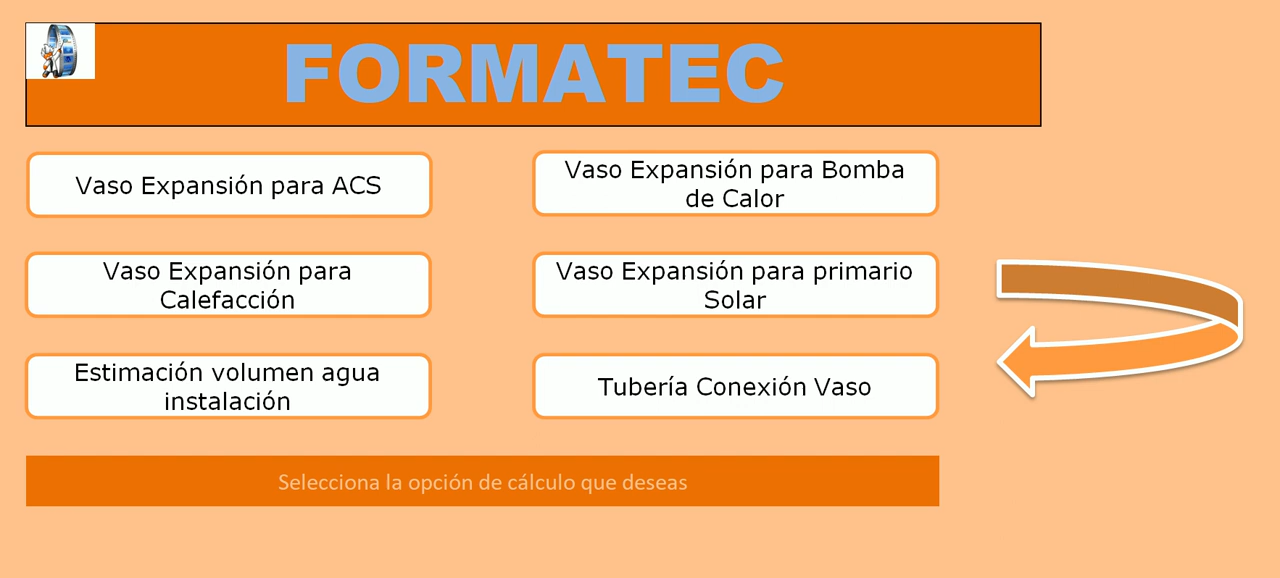 FORMATEC
Vaso Expansión para ACS
Vaso Expansión para Bomba
de Calor
Vaso Expansión para
Calefacción
Vaso Expansión para primario
Solar
Estimación volumen agua
instalación
Tubería Conexión Vaso
Selecciona la opción de cálculo que deseas